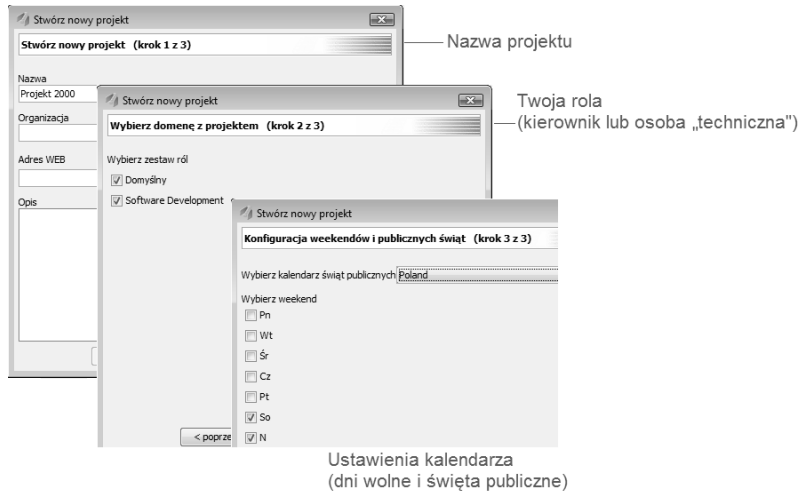 Stwórz nowy projekt
Stwórz nowy projekt (krok 1 z 3)
Nazwa projektu
Nazwa
Projekt 2000
Organizacja
Adres WEB
Opis
Stwórz nowy projekt
Wybierz domenę z projektem (krok 2 z 3)
Twoja rola
(kierownik lub osoba „techniczna")
Wybierz zestaw ról
Domyślny
Software Development
< poprze
Stwórz nowy projekt
Konfiguracja weekendów i publicznych świąt (krok 3 z 3)
Wybierz kalendarz świąt publicznych Poland
Wybierz weekend
Pn
Wt
Śr
Cz
Pt
So
N
Ustawienia kalendarza
(dni wolne i święta publiczne)